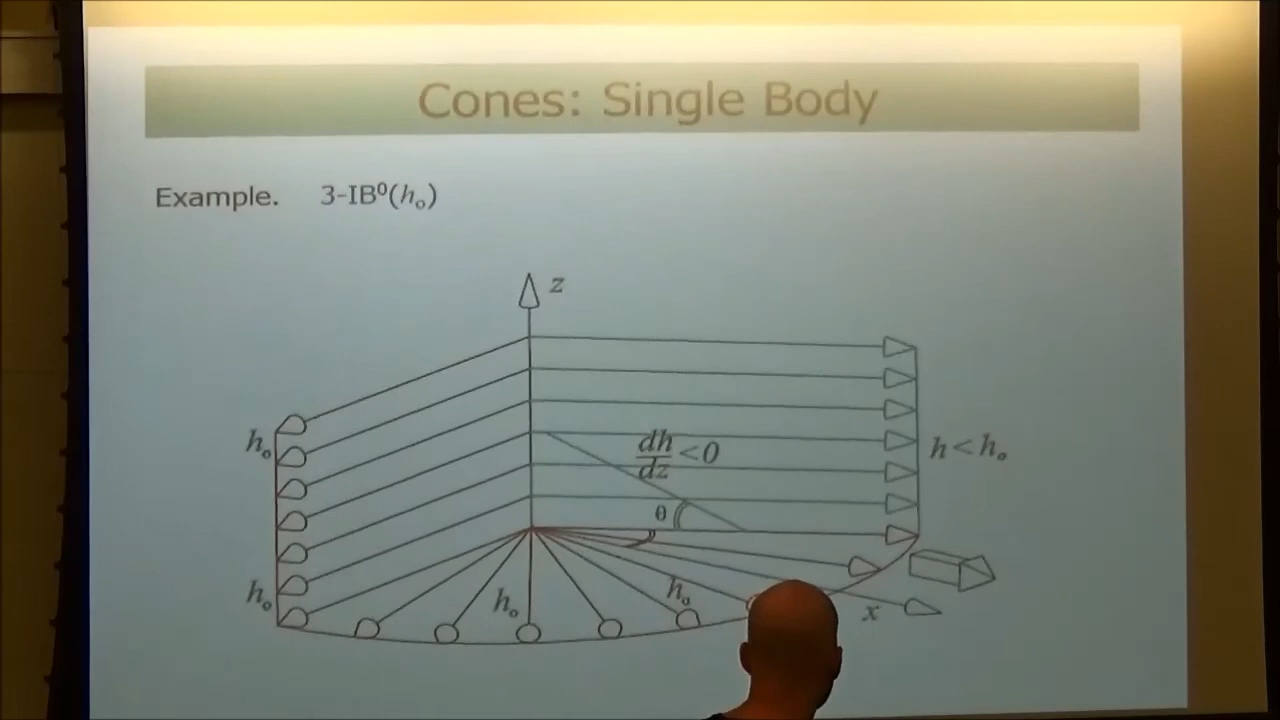 Cones: Single Body
Example. 3-IB⁰(hₒ)
z
hₒ
dh/dz <0
h<hₒ
θ
hₒ
hₒ
hₒ
x